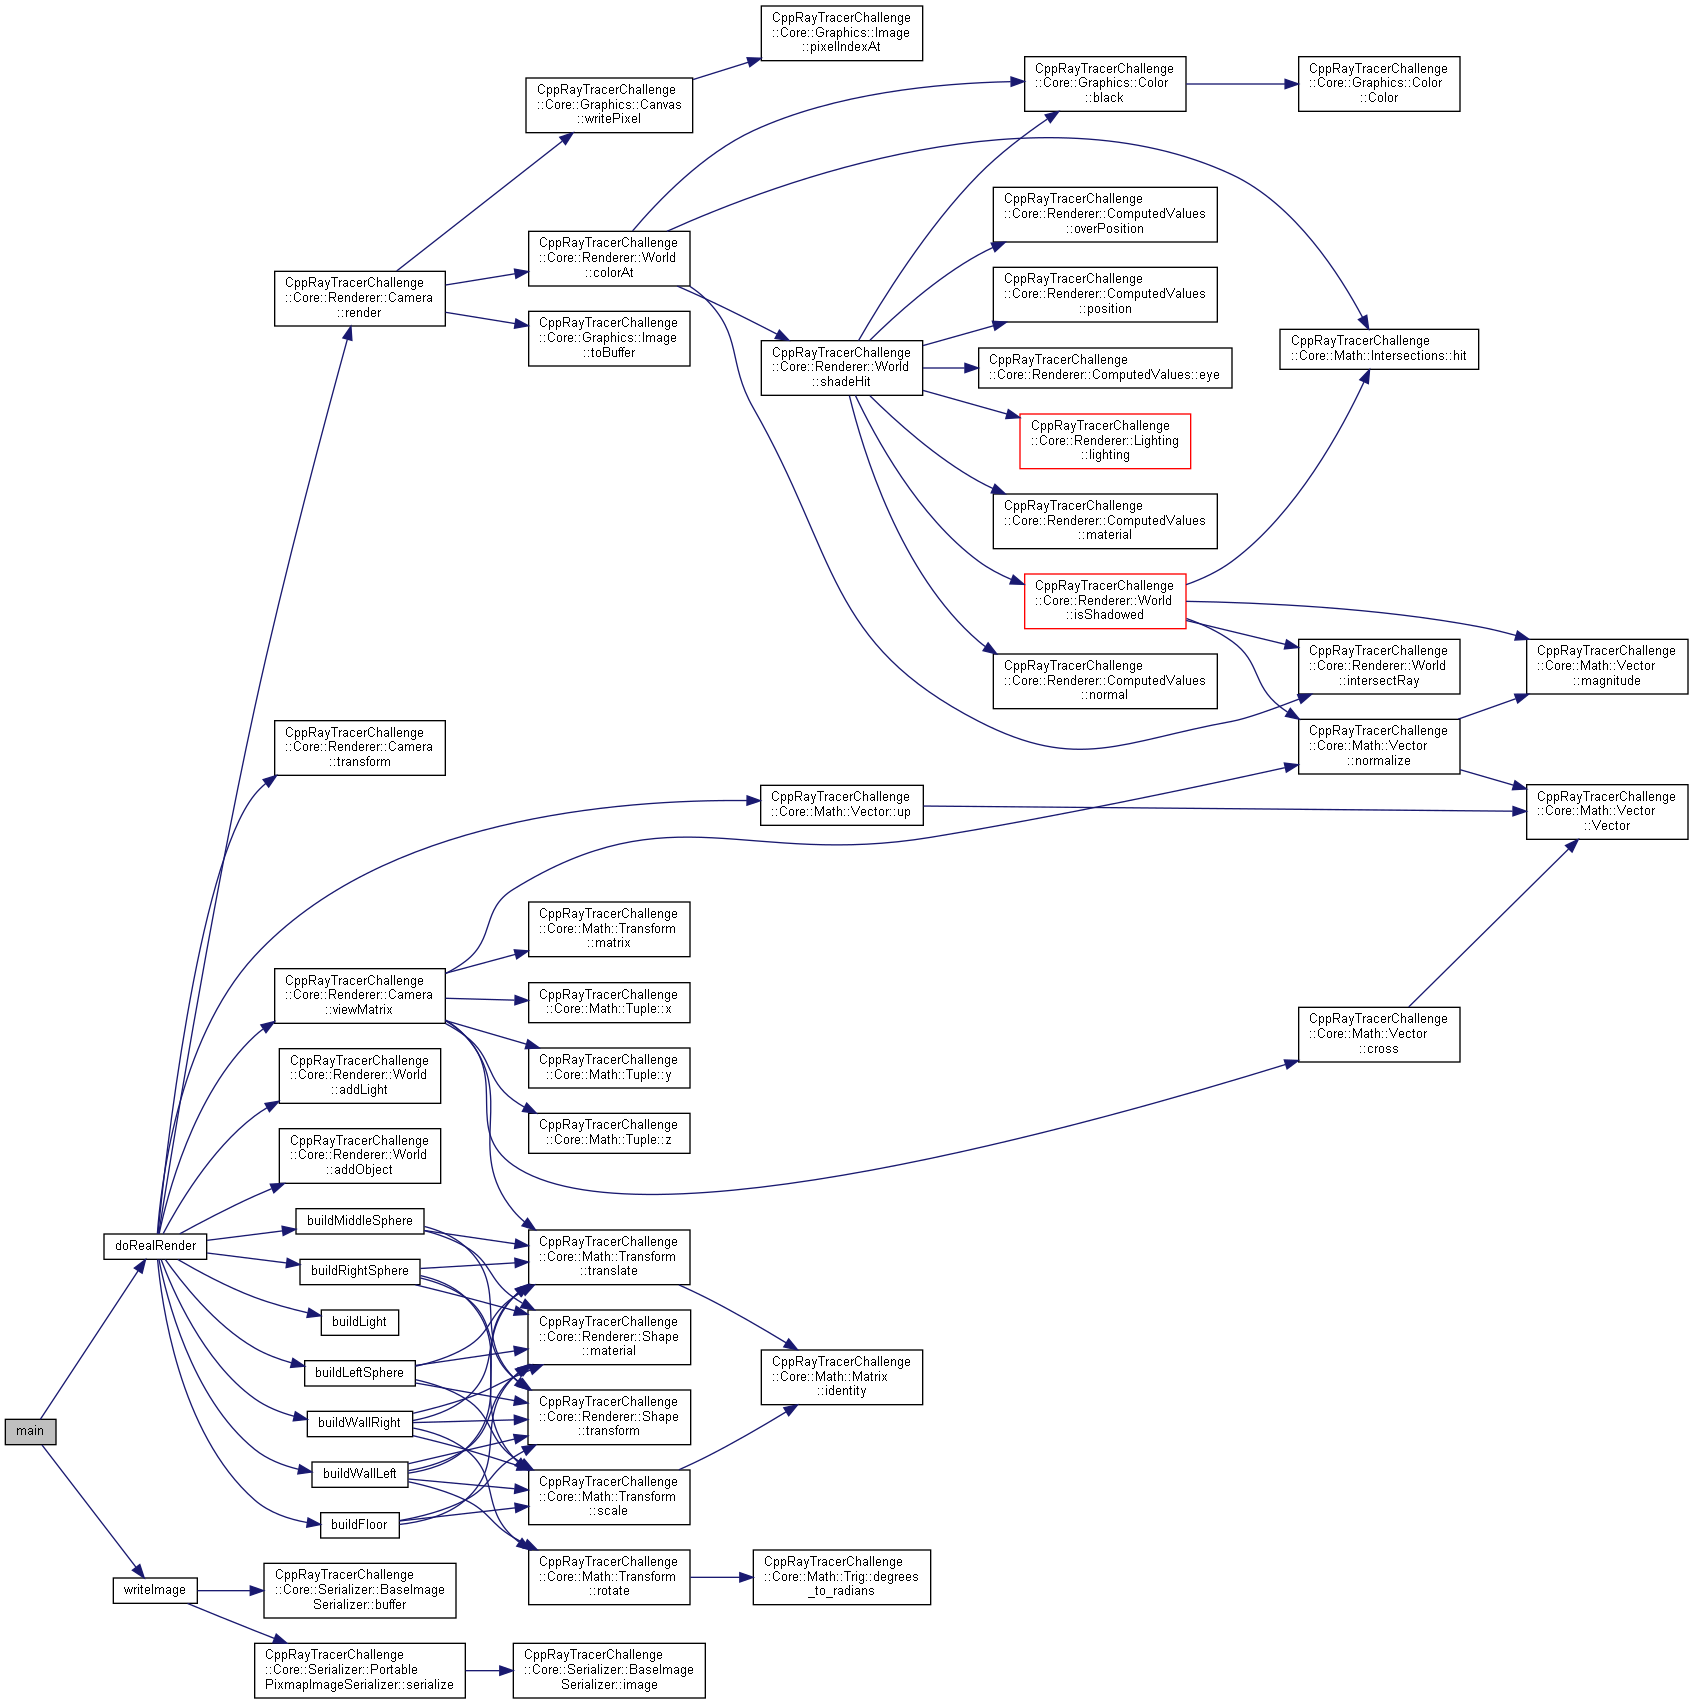 CppRayTracerChallenge
::Core::Graphics::Image
::pixelIndexAt
CppRayTracerChallenge
::Core::Graphics::Color
::black
CppRayTracerChallenge
::Core::Graphics::Color
::Color
CppRayTracerChallenge
::Core::Graphics::Canvas
::writePixel
CppRayTracerChallenge
::Core::Renderer::ComputedValues
::overPosition
CppRayTracerChallenge
::Core::Renderer::World
::colorAt
CppRayTracerChallenge
::Core::Renderer::Camera
::render
CppRayTracerChallenge
::Core::Renderer::ComputedValues
::position
CppRayTracerChallenge
::Core::Graphics::Image
::toBuffer
CppRayTracerChallenge
::Core::Math::Intersections::hit
CppRayTracerChallenge
::Core::Renderer::World
::shadeHit
CppRayTracerChallenge
::Core::Renderer::ComputedValues::eye
CppRayTracerChallenge
::Core::Renderer::Lighting
::lighting
CppRayTracerChallenge
::Core::Renderer::ComputedValues
::material
CppRayTracerChallenge
::Core::Renderer::World
::isShadowed
CppRayTracerChallenge
::Core::Renderer::World
::intersectRay
CppRayTracerChallenge
::Core::Math::Vector
::magnitude
CppRayTracerChallenge
::Core::Renderer::ComputedValues
::normal
CppRayTracerChallenge
::Core::Renderer::Camera
::transform
CppRayTracerChallenge
::Core::Math::Vector
::normalize
CppRayTracerChallenge
::Core::Math::Vector::up
CppRayTracerChallenge
::Core::Math::Vector
::Vector
CppRayTracerChallenge
::Core::Math::Transform
::matrix
CppRayTracerChallenge
::Core::Renderer::Camera
::viewMatrix
CppRayTracerChallenge
::Core::Math::Tuple::x
CppRayTracerChallenge
::Core::Math::Vector
::cross
CppRayTracerChallenge
::Core::Math::Tuple::y
CppRayTracerChallenge
::Core::Renderer::World
::addLight
CppRayTracerChallenge
::Core::Math::Tuple::z
CppRayTracerChallenge
::Core::Renderer::World
::addObject
buildMiddleSphere
doRealRender
CppRayTracerChallenge
::Core::Math::Transform
::translate
buildRightSphere
buildLight
CppRayTracerChallenge
::Core::Renderer::Shape
::material
CppRayTracerChallenge
::Core::Math::Matrix
::identity
buildLeftSphere
CppRayTracerChallenge
::Core::Renderer::Shape
::transform
buildWallRight
main
buildWallLeft
CppRayTracerChallenge
::Core::Math::Transform
::scale
buildFloor
CppRayTracerChallenge
::Core::Math::Transform
::rotate
CppRayTracerChallenge
::Core::Math::Trig::degrees
_to_radians
writeImage
CppRayTracerChallenge
::Core::Serializer::BaseImage
Serializer::buffer
CppRayTracerChallenge
::Core::Serializer::Portable
PixmapImageSerializer::serialize
CppRayTracerChallenge
::Core::Serializer::BaseImage
Serializer::image